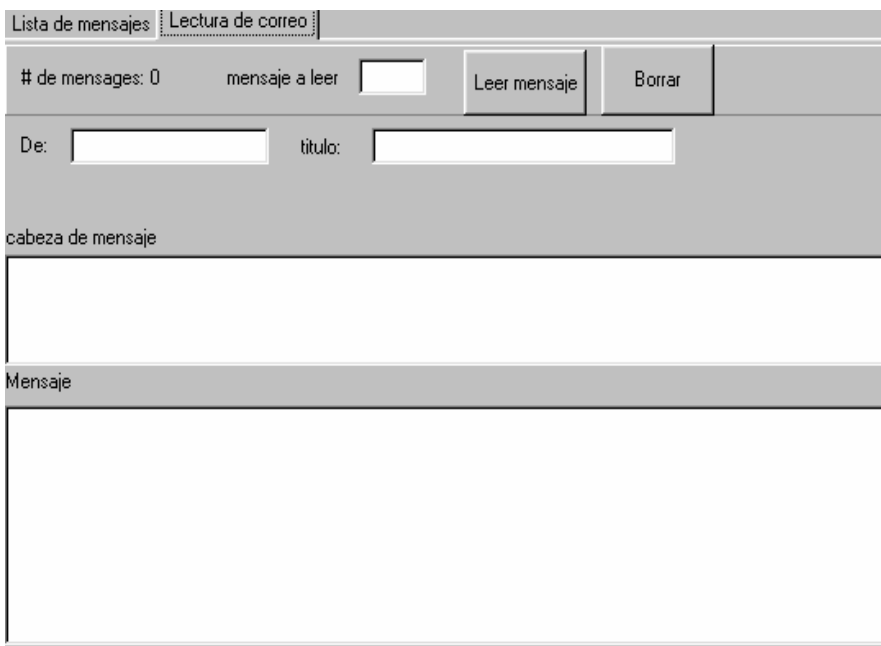 Lista de mensajes Lectura de correo
# de mensages: 0 mensaje a leer Leer mensaje Borrar
De: titulo:
cabeza de mensaje
Mensaje